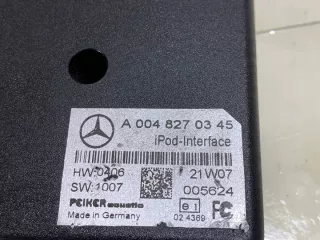 A 004 827 03 45
iPod-Interface
HW:0406 21W07
SW:1007 005624
PEIKER acustic e1 FC
Made in Germany 02 4369